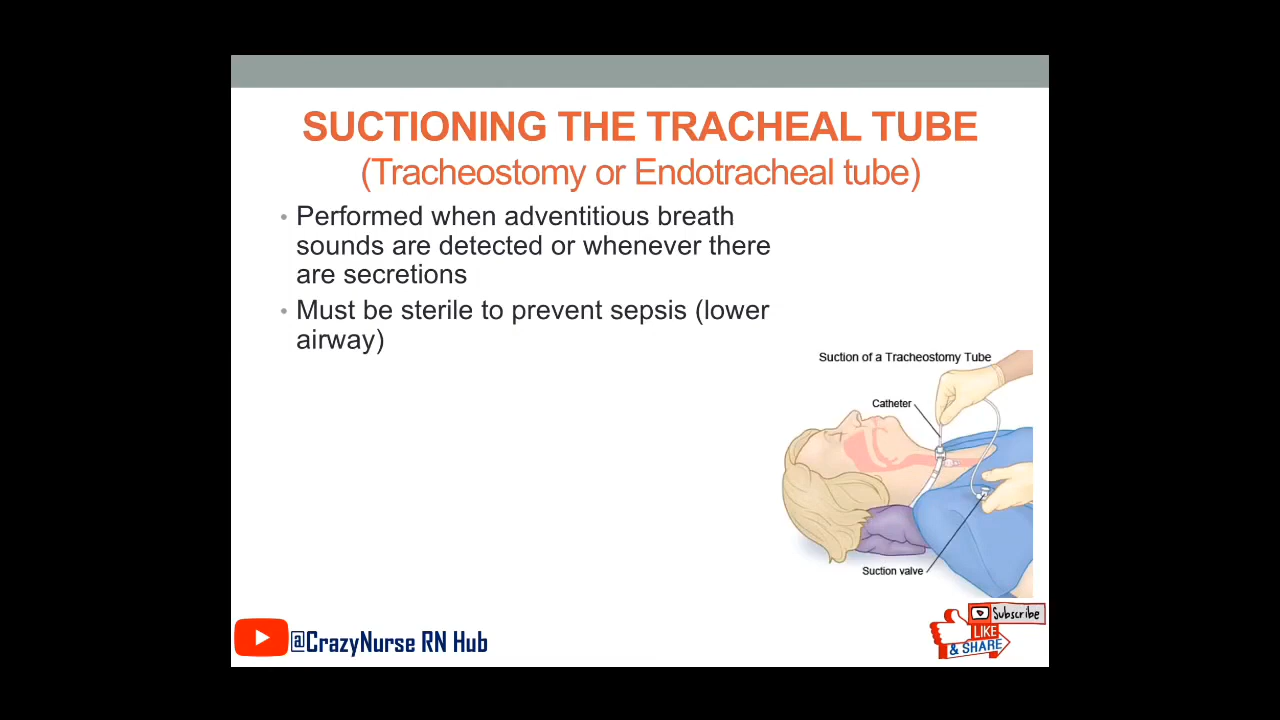 SUCTIONING THE TRACHEAL TUBE
(Tracheostomy or Endotracheal tube)
• Performed when adventitious breath
sounds are detected or whenever there
are secretions
• Must be sterile to prevent sepsis (lower
airway)
Suction of a Tracheostomy Tube
Catheter
Suction valve
@CrazyNurse RN Hub
Subscribe
LIKE
& SHARE